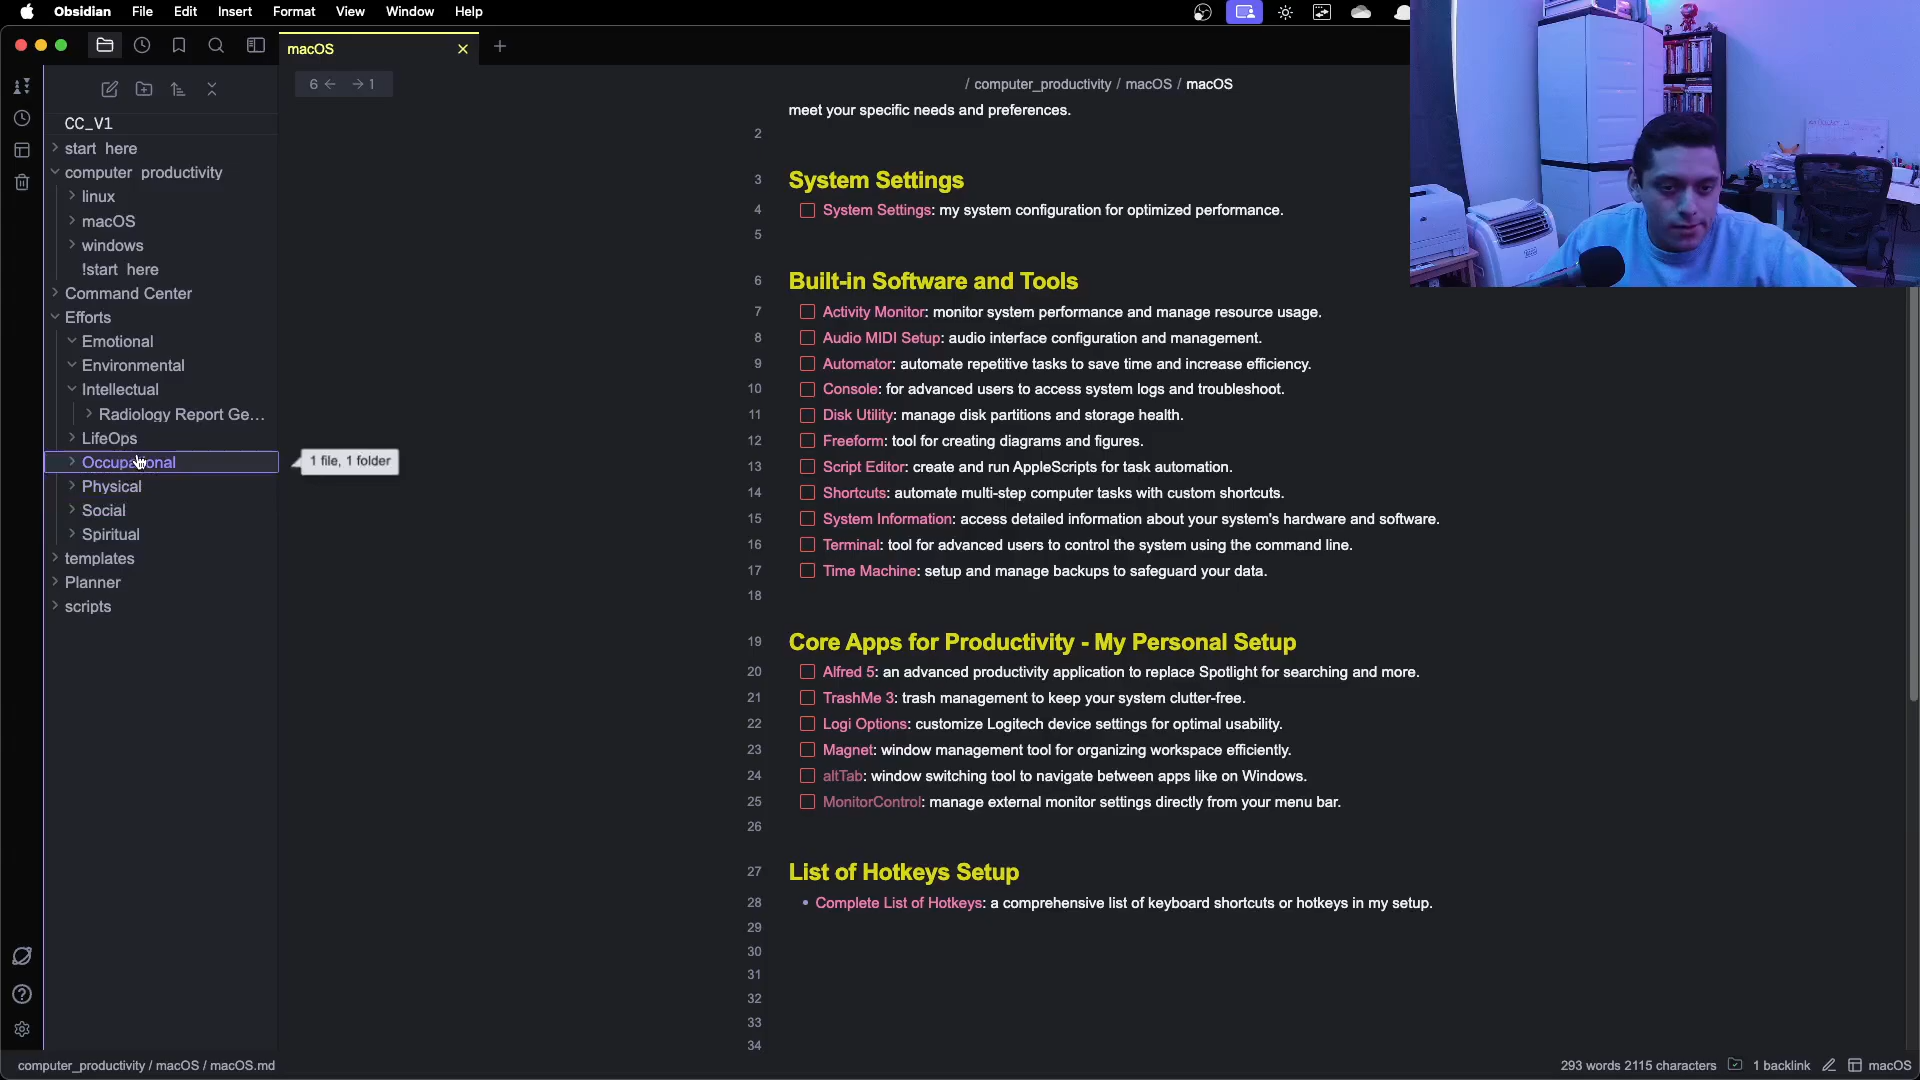 Obsidian File Edit Insert Format View Window Help
macOS
6 ← → 1
/ computer_productivity / macOS / macOS
CC_V1
start here
computer productivity
linux
macOS
windows
!start here
Command Center
Efforts
Emotional
Environmental
Intellectual
Radiology Report Ge...
LifeOps
Occupational
1 file, 1 folder
Physical
Social
Spiritual
templates
Planner
scripts
meet your specific needs and preferences.
2
3 System Settings
4 System Settings: my system configuration for optimized performance.
5
6 Built-in Software and Tools
7 Activity Monitor: monitor system performance and manage resource usage.
8 Audio MIDI Setup: audio interface configuration and management.
9 Automator: automate repetitive tasks to save time and increase efficiency.
10 Console: for advanced users to access system logs and troubleshoot.
11 Disk Utility: manage disk partitions and storage health.
12 Freeform: tool for creating diagrams and figures.
13 Script Editor: create and run AppleScripts for task automation.
14 Shortcuts: automate multi-step computer tasks with custom shortcuts.
15 System Information: access detailed information about your system's hardware and software.
16 Terminal: tool for advanced users to control the system using the command line.
17 Time Machine: setup and manage backups to safeguard your data.
18
19 Core Apps for Productivity - My Personal Setup
20 Alfred 5: an advanced productivity application to replace Spotlight for searching and more.
21 TrashMe 3: trash management to keep your system clutter-free.
22 Logi Options: customize Logitech device settings for optimal usability.
23 Magnet: window management tool for organizing workspace efficiently.
24 altTab: window switching tool to navigate between apps like on Windows.
25 MonitorControl: manage external monitor settings directly from your menu bar.
26
27 List of Hotkeys Setup
28 • Complete List of Hotkeys: a comprehensive list of keyboard shortcuts or hotkeys in my setup.
29
30
31
32
33
34
computer_productivity / macOS / macOS.md
293 words 2115 characters 1 backlink macOS